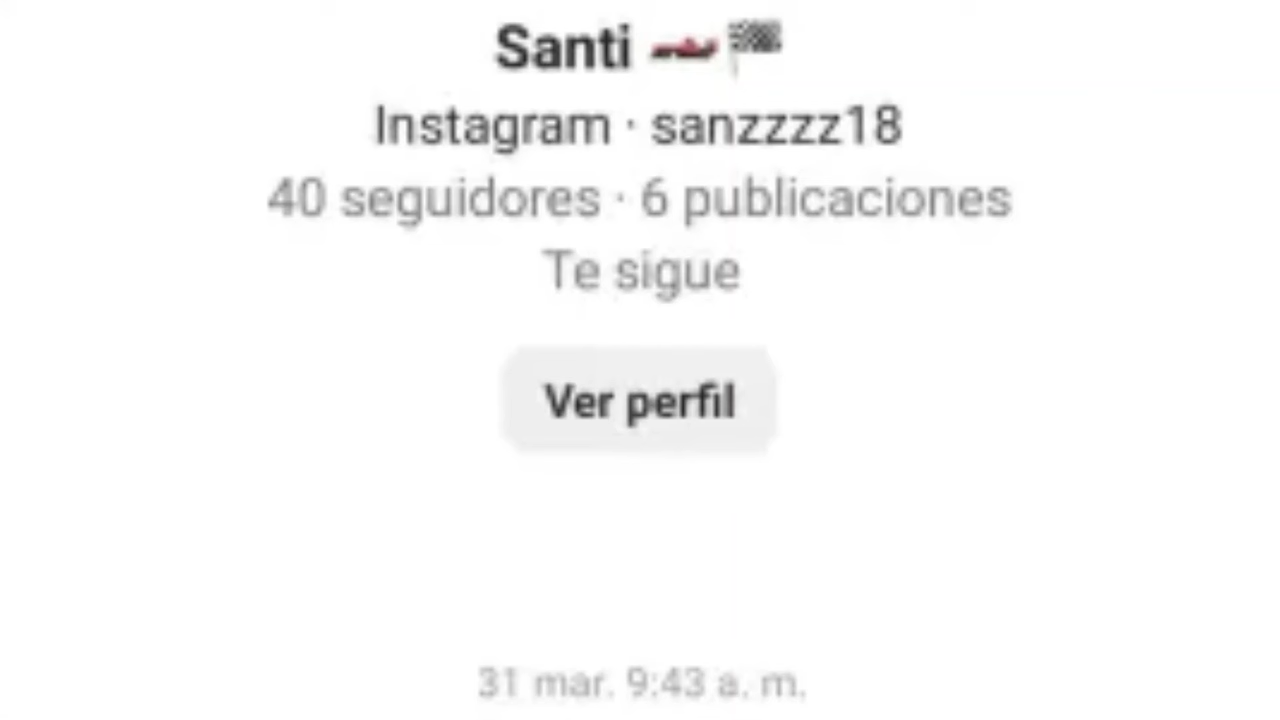 Santi 🏎️🏁
Instagram · sanzzzz18
40 seguidores · 6 publicaciones
Te sigue
Ver perfil
31 mar. 9:43 a. m.